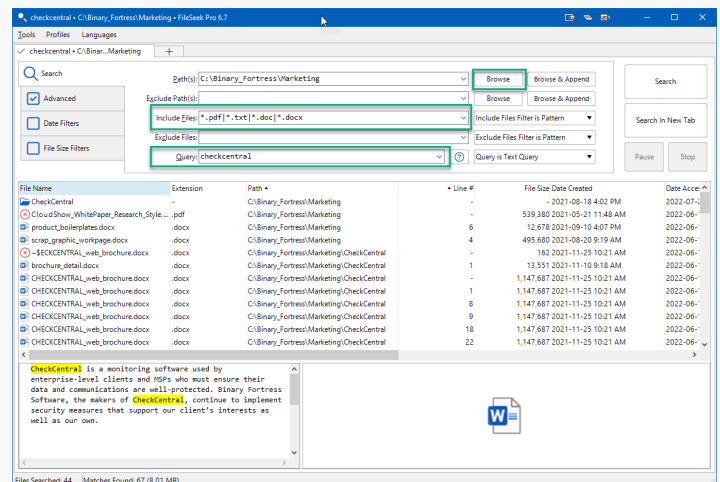 checkcentral • C:\Binary_Fortress\Marketing • FileSeek Pro 6.7
Tools Profiles Languages
checkcentral • C:\Binar...Marketing
Search
Advanced
Date Filters
File Size Filters
Path(s): C:\Binary_Fortress\Marketing Browse Browse & Append
Exclude Path(s): Browse Browse & Append
Include Files: *.pdf|*.txt|*.doc|*.docx Include Files Filter is Pattern
Exclude Files: Exclude Files Filter is Pattern
Query: checkcentral Query is Text Query
Search
Search In New Tab
Pause Stop
File Name Extension Path Line # File Size Date Created Date Acce
CheckCentral - C:\Binary_Fortress\Marketing - - 2021-08-18 4:02 PM 2022-07-
CloudShow_WhitePaper_Research_Style.... .pdf C:\Binary_Fortress\Marketing - 539,380 2021-05-21 11:48 AM 2022-06-
product_boilerplates.docx .docx C:\Binary_Fortress\Marketing 6 12,678 2021-09-10 4:07 PM 2022-06-
scrap_graphic_workpage.docx .docx C:\Binary_Fortress\Marketing 4 495,680 2021-08-20 9:19 AM 2022-06-
~$ECKCENTRAL_web_brochure.docx .docx C:\Binary_Fortress\Marketing\CheckCentral - 162 2021-11-25 10:21 AM 2022-06-
brochure_detail.docx .docx C:\Binary_Fortress\Marketing\CheckCentral 1 13,551 2021-11-10 9:18 AM 2022-06-
CHECKCENTRAL_web_brochure.docx .docx C:\Binary_Fortress\Marketing\CheckCentral - 1,147,687 2021-11-25 10:21 AM 2022-06-
CHECKCENTRAL_web_brochure.docx .docx C:\Binary_Fortress\Marketing\CheckCentral 1 1,147,687 2021-11-25 10:21 AM 2022-06-
CHECKCENTRAL_web_brochure.docx .docx C:\Binary_Fortress\Marketing\CheckCentral 8 1,147,687 2021-11-25 10:21 AM 2022-06-
CHECKCENTRAL_web_brochure.docx .docx C:\Binary_Fortress\Marketing\CheckCentral 9 1,147,687 2021-11-25 10:21 AM 2022-06-
CHECKCENTRAL_web_brochure.docx .docx C:\Binary_Fortress\Marketing\CheckCentral 18 1,147,687 2021-11-25 10:21 AM 2022-06-
CHECKCENTRAL_web_brochure.docx .docx C:\Binary_Fortress\Marketing\CheckCentral 22 1,147,687 2021-11-25 10:21 AM 2022-06-
CheckCentral is a monitoring software used by
enterprise-level clients and MSPs who must ensure their
data and communications are well-protected. Binary Fortress
Software, the makers of CheckCentral, continue to implement
security measures that support our client's interests as
well as our own.
W
Files Searched: 44 Matches Found: 67 (8.01 MB)